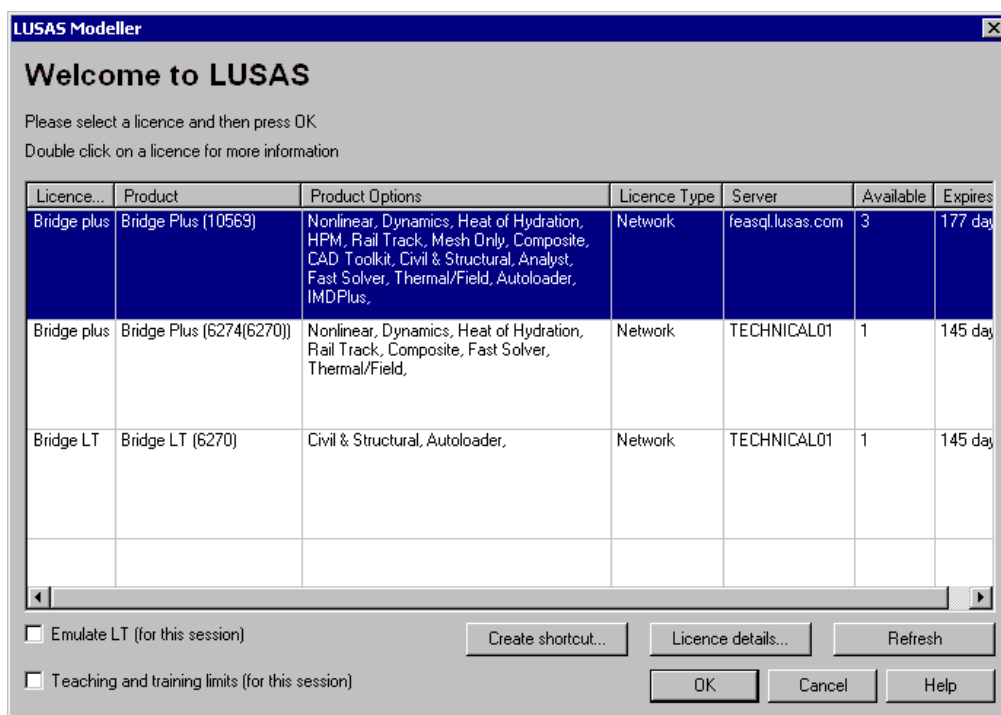 LUSAS Modeller
Welcome to LUSAS
Please select a licence and then press OK
Double click on a licence for more information
Licence... Product Product Options Licence Type Server Available Expires
Bridge plus Bridge Plus (10569) Nonlinear, Dynamics, Heat of Hydration, Network feasql.lusas.com 3 177 day
HPM, Rail Track, Mesh Only, Composite,
CAD Toolkit, Civil & Structural, Analyst,
Fast Solver, Thermal/Field, Autoloader,
IMDPlus,
Bridge plus Bridge Plus (6274(6270)) Nonlinear, Dynamics, Heat of Hydration, Network TECHNICAL01 1 145 day
Rail Track, Composite, Fast Solver,
Thermal/Field,
Bridge LT Bridge LT (6270) Civil & Structural, Autoloader, Network TECHNICAL01 1 145 day
Emulate LT (for this session) Create shortcut... Licence details... Refresh
Teaching and training limits (for this session) OK Cancel Help